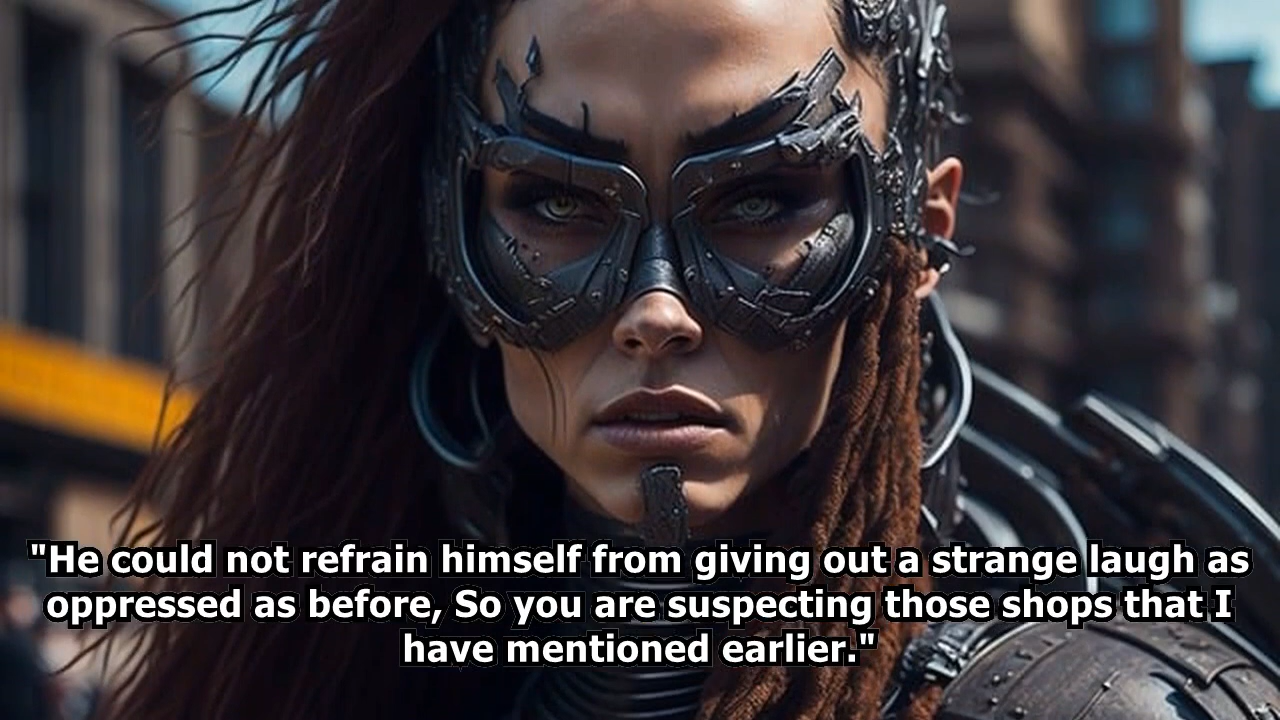 "He could not refrain himself from giving out a strange laugh as
oppressed as before, So you are suspecting those shops that I
have mentioned earlier."